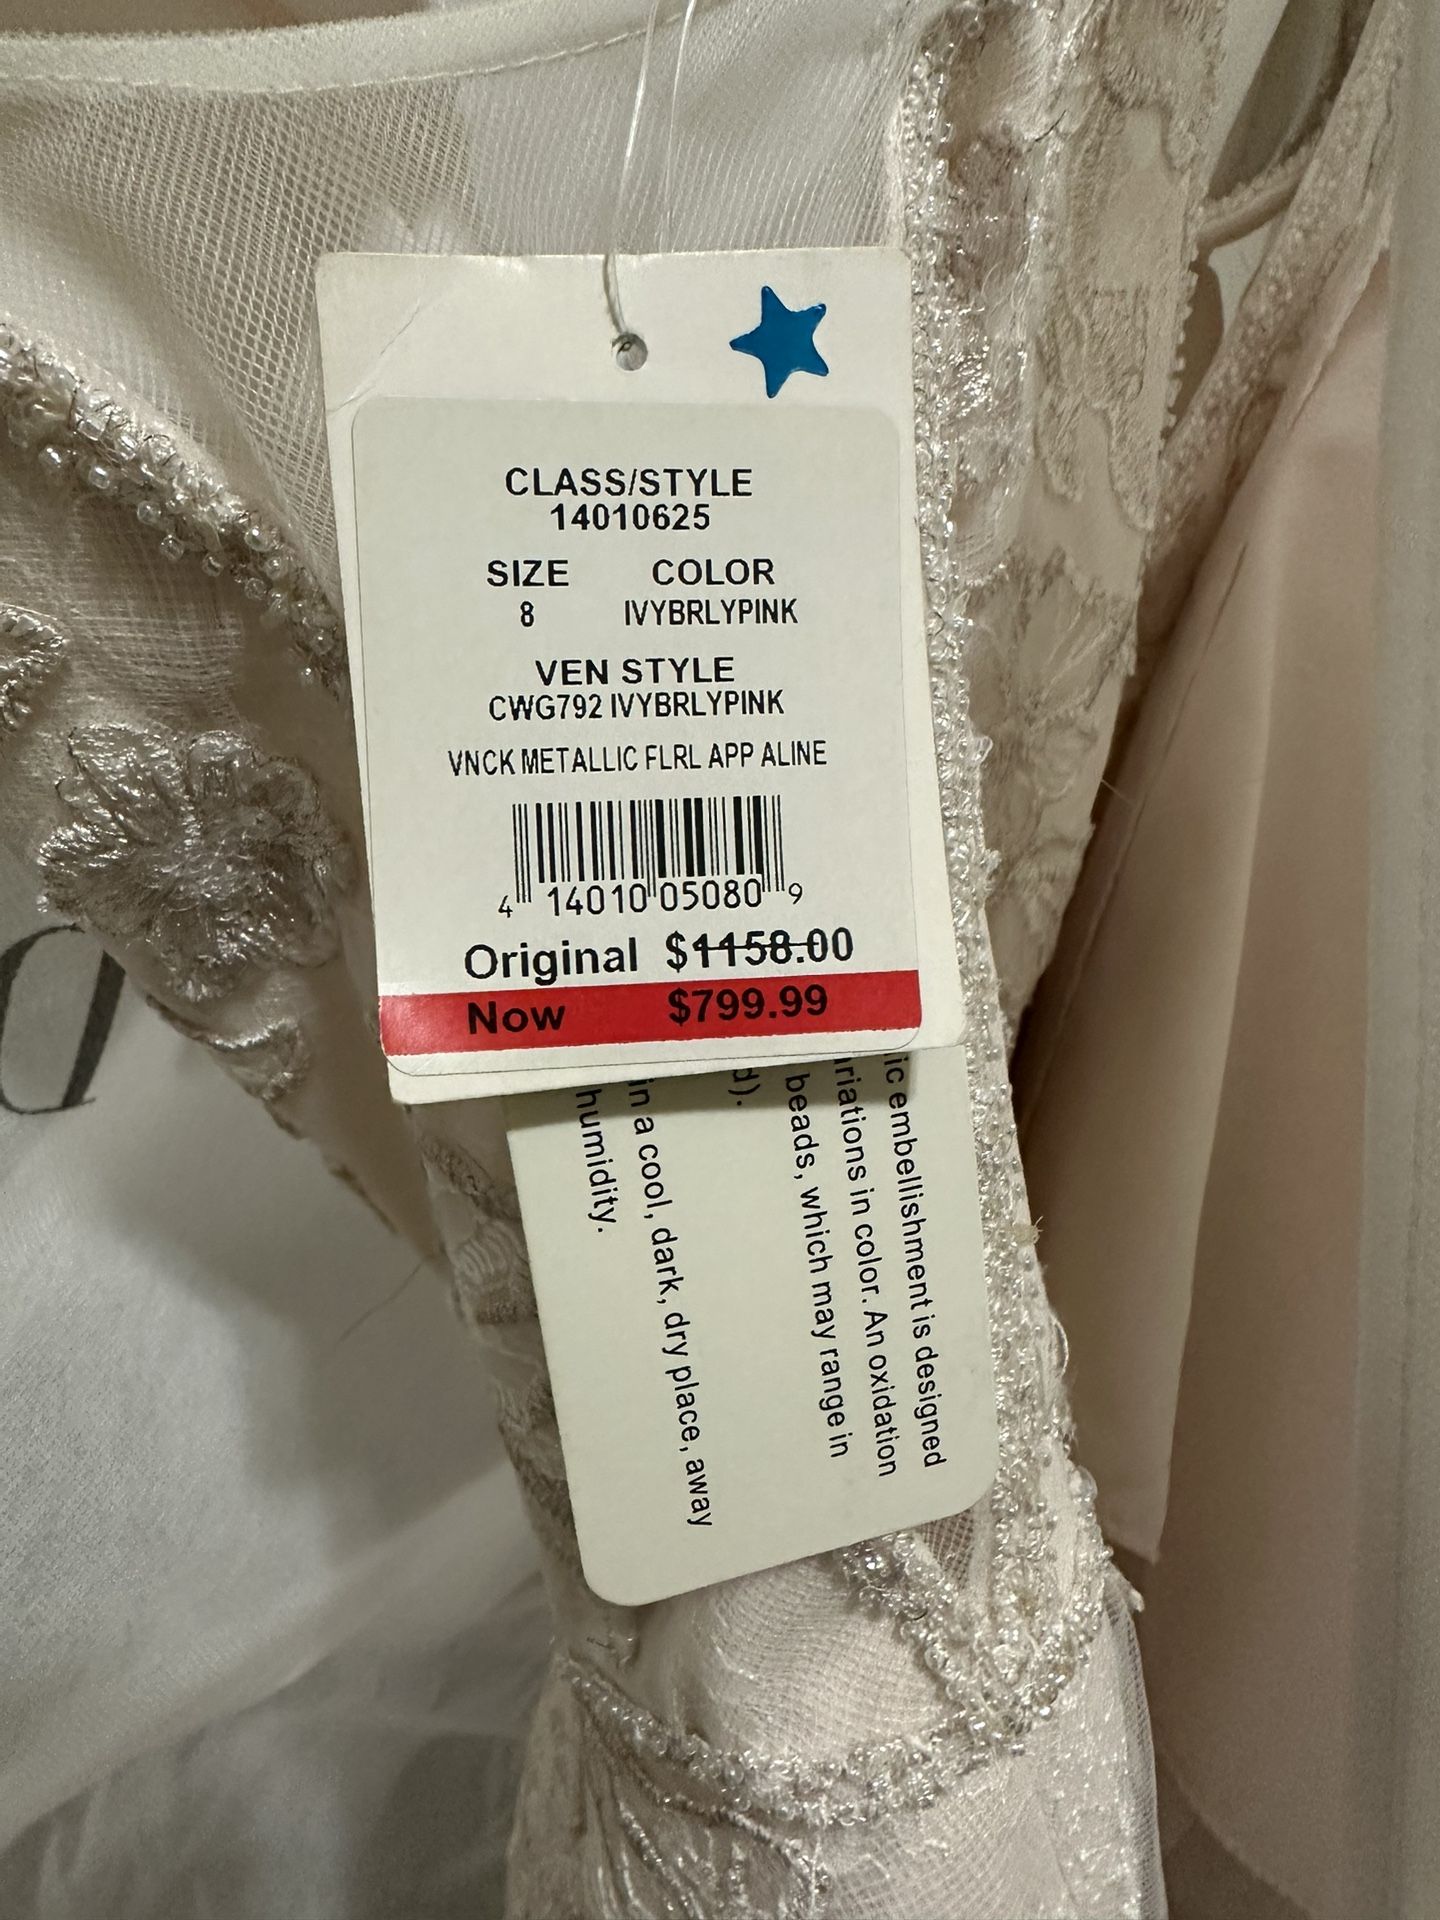 CLASS/STYLE
14010625
SIZE COLOR
8 IVYBRLYPINK
VEN STYLE
CWG792 IVYBRLYPINK
VNCK METALLIC FLRL APP ALINE
4 14010 05080 9
Original $1158.00
Now $799.99
embellishment is designed
in color. An oxidation
beads, which may range in
in a cool, dark, dry place, away
humidity.